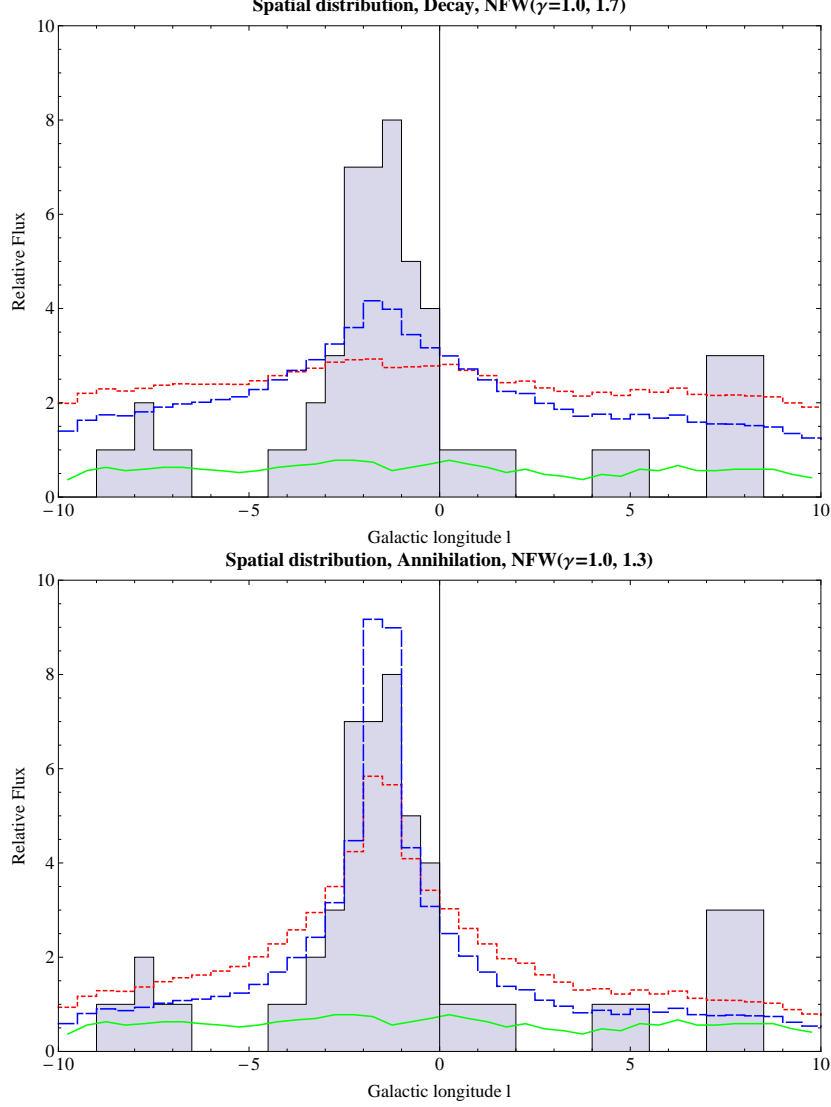 Spatial distribution, Decay, NFW(γ=1.0, 1.7)
10
8
6
4
2
0
Relative Flux
−10 −5 0 5 10
Galactic longitude l
Spatial distribution, Annihilation, NFW(γ=1.0, 1.3)
10
8
6
4
2
0
Relative Flux
−10 −5 0 5 10
Galactic longitude l